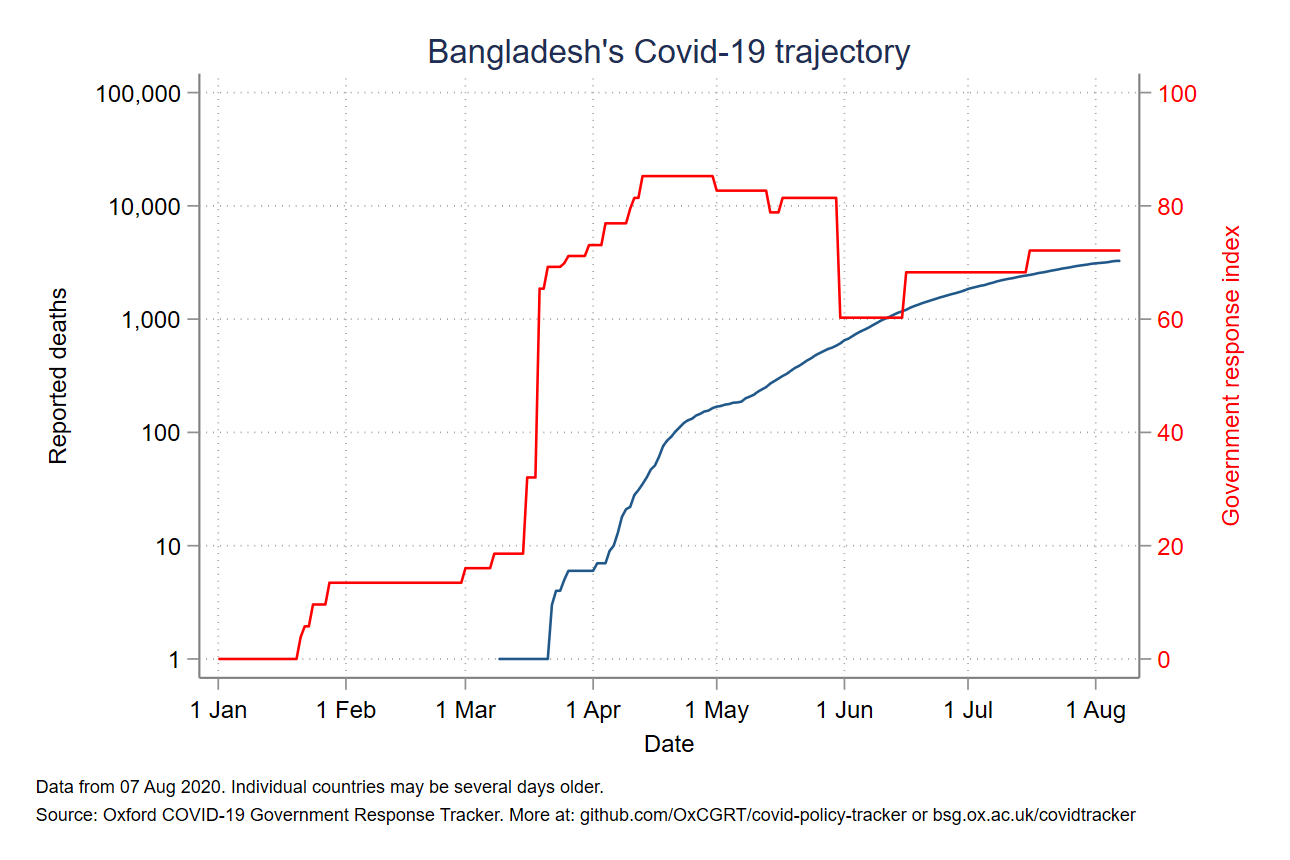 Bangladesh's Covid-19 trajectory
100,000
10,000
1,000
100
10
1
Reported deaths
100
80
60
40
20
0
Government response index
1 Jan 1 Feb 1 Mar 1 Apr 1 May 1 Jun 1 Jul 1 Aug
Date
Data from 07 Aug 2020. Individual countries may be several days older.
Source: Oxford COVID-19 Government Response Tracker. More at: github.com/OxCGRT/covid-policy-tracker or bsg.ox.ac.uk/covidtracker